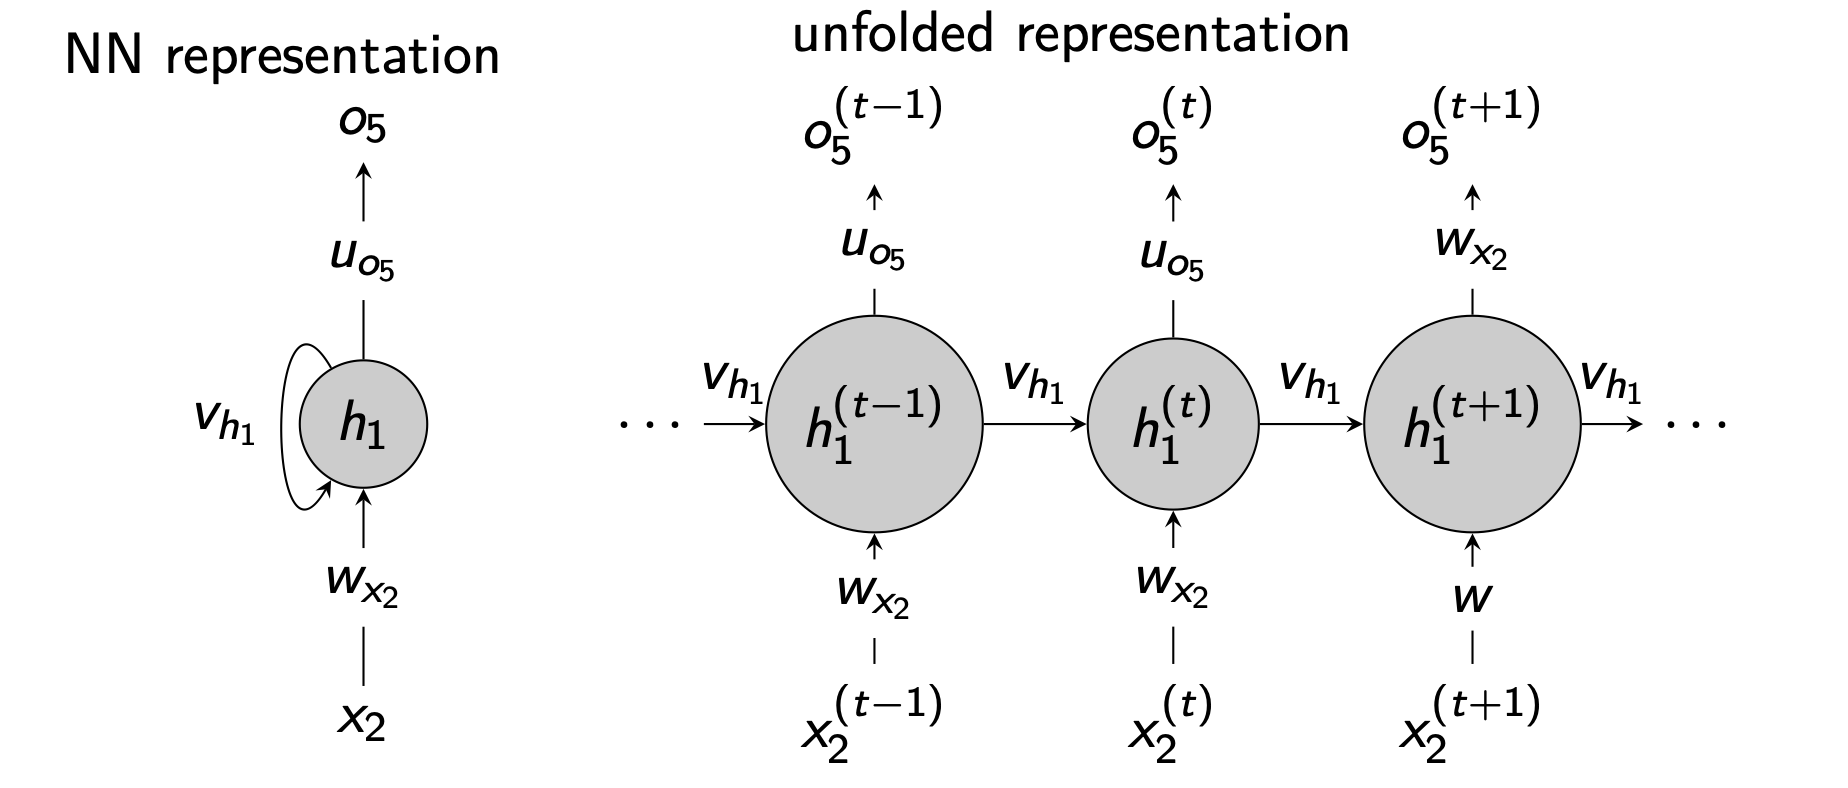 NN representation
unfolded representation
o_5
u_{o_5}
v_{h_1}
h_1
w_{x_2}
x_2
o_5^{(t-1)} o_5^{(t)} o_5^{(t+1)}
u_{o_5} u_{o_5} w_{x_2}
v_{h_1} v_{h_1} v_{h_1} v_{h_1}
··· h_1^{(t-1)} h_1^{(t)} h_1^{(t+1)} ···
w_{x_2} w_{x_2} w
x_2^{(t-1)} x_2^{(t)} x_2^{(t+1)}